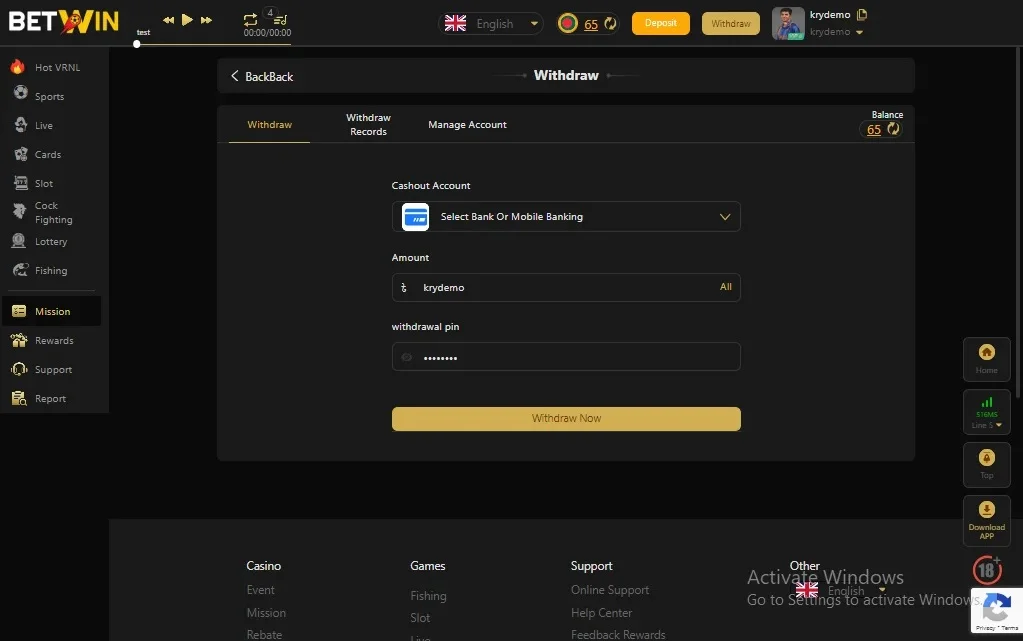 BETWIN
test
4
00:00/00:00
English
65
Deposit
Withdraw
krydemo
krydemo
Hot VRNL
Sports
Live
Cards
Slot
Cock
Fighting
Lottery
Fishing
Mission
Rewards
Support
Report
BackBack
Withdraw
Withdraw
Withdraw
Records
Manage Account
Balance
65
Cashout Account
Select Bank Or Mobile Banking
Amount
৳
krydemo
All
withdrawal pin
••••••••
Withdraw Now
Home
516MS
Line 5
Top
Download
APP
18+
Casino
Event
Mission
Rebate
Games
Fishing
Slot
Live
Support
Online Support
Help Center
Feedback Rewards
Other
English
Activate Windows
Go to Settings to activate Windows.
Privacy - Terms